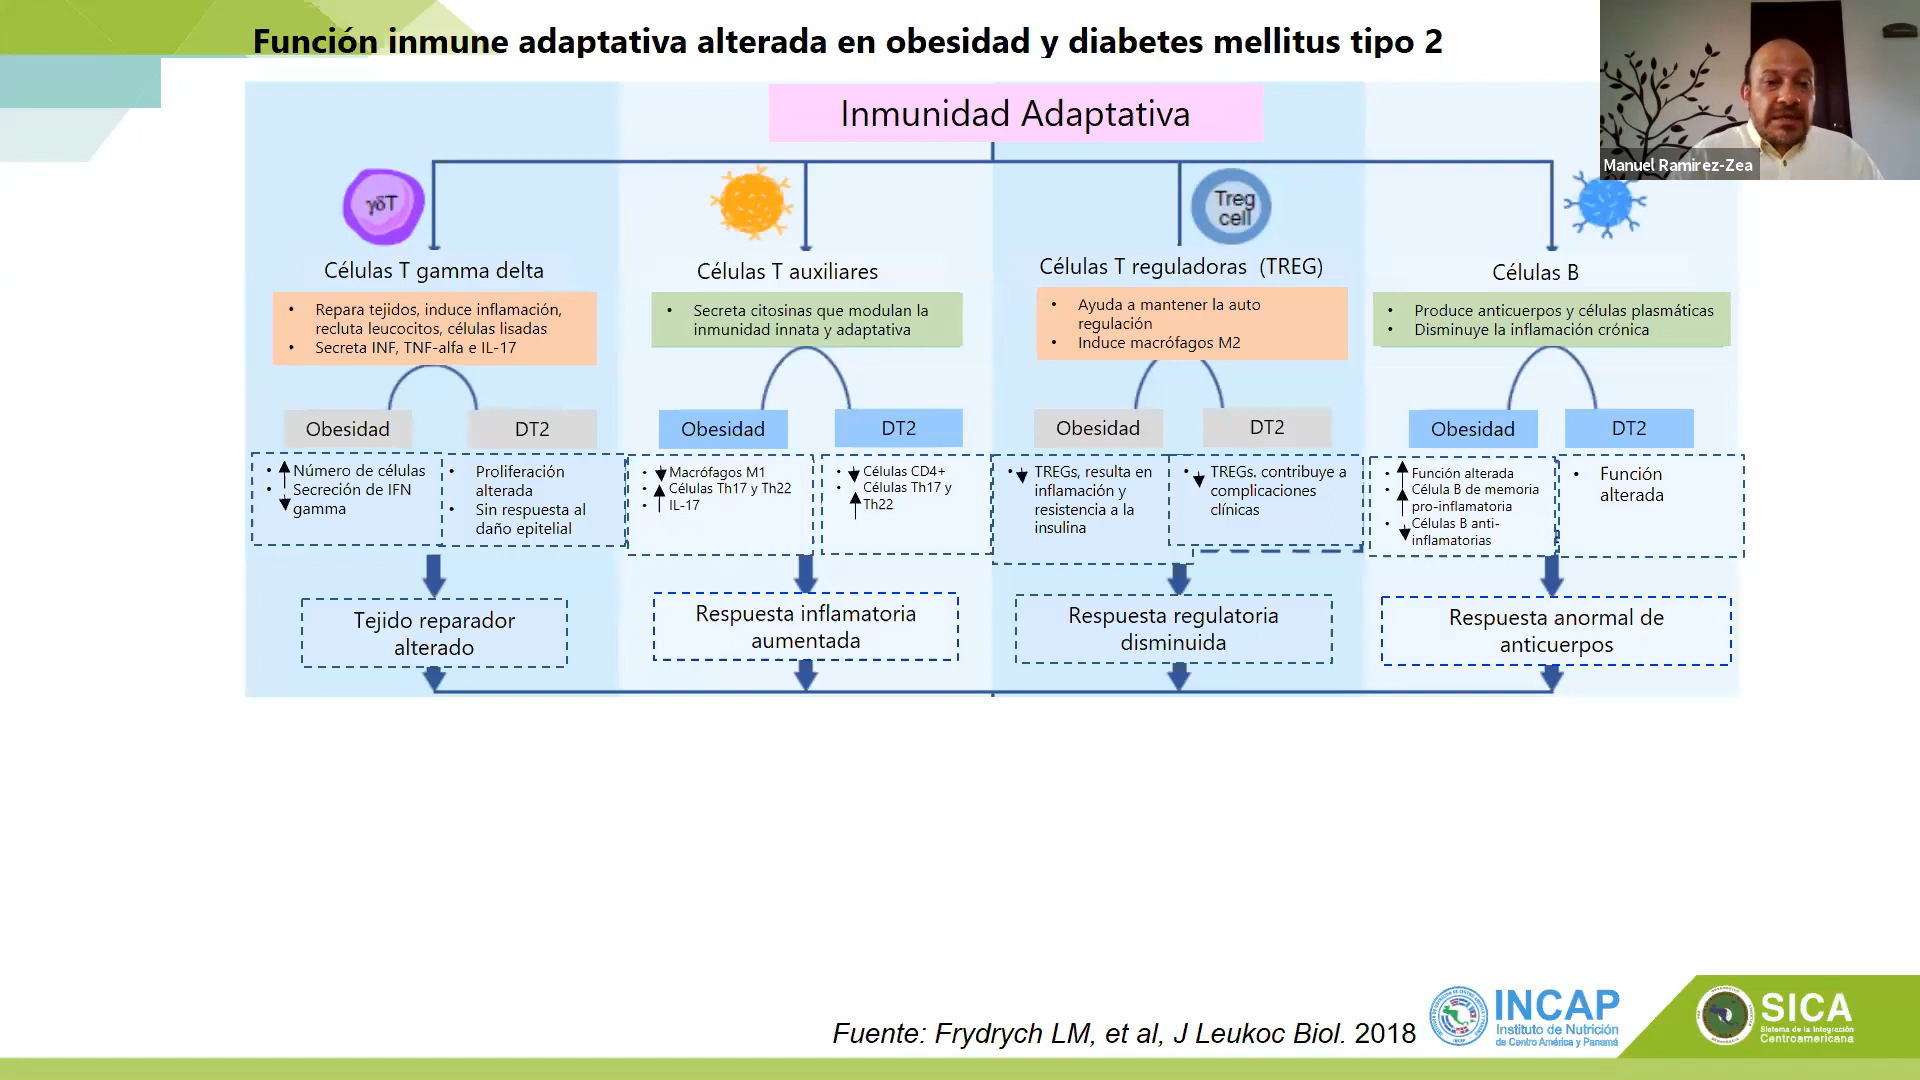 Función inmune adaptativa alterada en obesidad y diabetes mellitus tipo 2
Manuel Ramirez-Zea
Inmunidad Adaptativa
γδT
Células T gamma delta
• Repara tejidos, induce inflamación,
recluta leucocitos, células lisadas
• Secreta INF, TNF-alfa e IL-17
Obesidad
• Número de células
• Secreción de IFN
gamma
DT2
• Proliferación
alterada
• Sin respuesta al
daño epitelial
Tejido reparador
alterado
Células T auxiliares
• Secreta citosinas que modulan la
inmunidad innata y adaptativa
Obesidad
• Macrófagos M1
• Células Th17 y Th22
• IL-17
DT2
• Células CD4+
• Células Th17 y
Th22
Respuesta inflamatoria
aumentada
Treg
cell
Células T reguladoras (TREG)
• Ayuda a mantener la auto
regulación
• Induce macrófagos M2
Obesidad
• TREGs, resulta en
inflamación y
resistencia a la
insulina
DT2
• TREGs. contribuye a
complicaciones
clínicas
Respuesta regulatoria
disminuida
Células B
• Produce anticuerpos y células plasmáticas
• Disminuye la inflamación crónica
Obesidad
• Función alterada
• Célula B de memoria
pro-inflamatoria
• Células B anti-
inflamatorias
DT2
• Función
alterada
Respuesta anormal de
anticuerpos
Fuente: Frydrych LM, et al, J Leukoc Biol. 2018
INCAP
Instituto de Nutrición
de Centro América y Panamá
SICA
Sistema de la Integración
Centroamericana